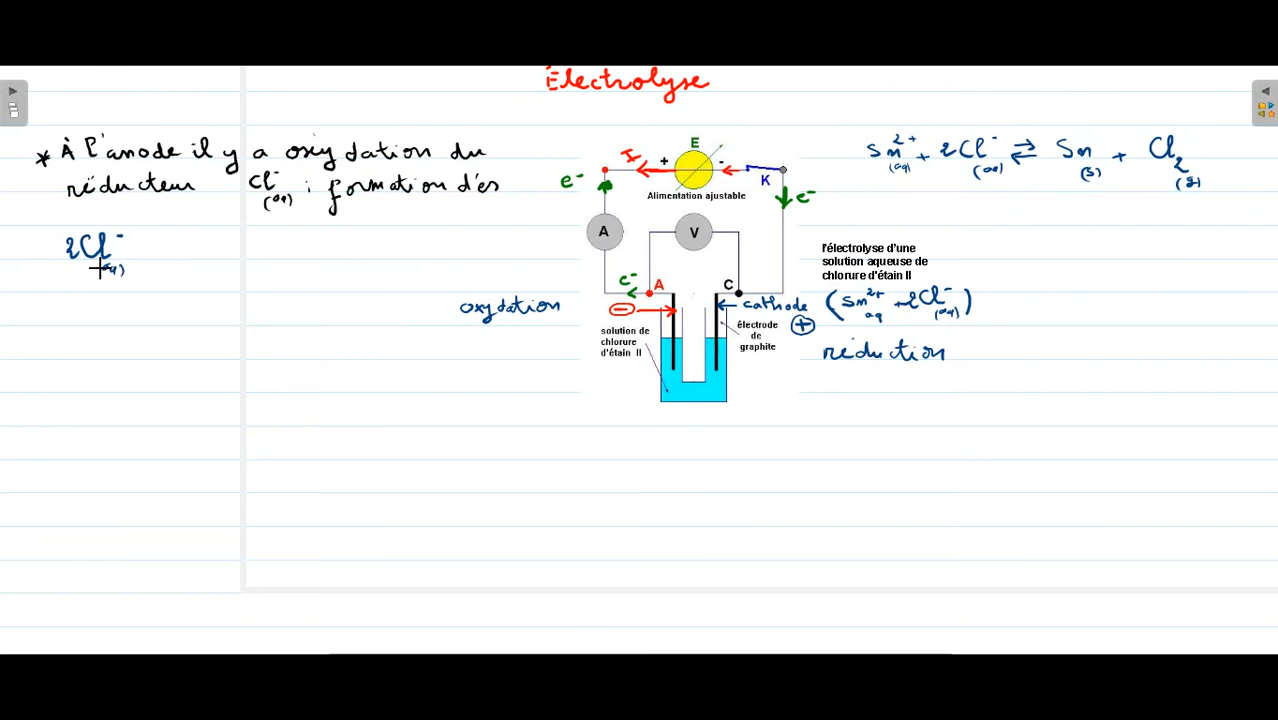 Électrolyse
* À l'anode il y a oxydation du
réducteur Cl⁻(aq) ; formation d'és
2Cl⁻(aq)
E
+
-
I
K
e⁻
e⁻
Alimentation ajustable
A
V
e⁻
A
C
oxydation
-
cathode
+
solution de
chlorure
d'étain II
électrode
de
graphite
Sn²⁺(aq) + 2Cl⁻(aq) ⇌ Sn(s) + Cl₂(g)
l'électrolyse d'une
solution aqueuse de
chlorure d'étain II
(Sn²⁺aq + 2Cl⁻(aq))
réduction